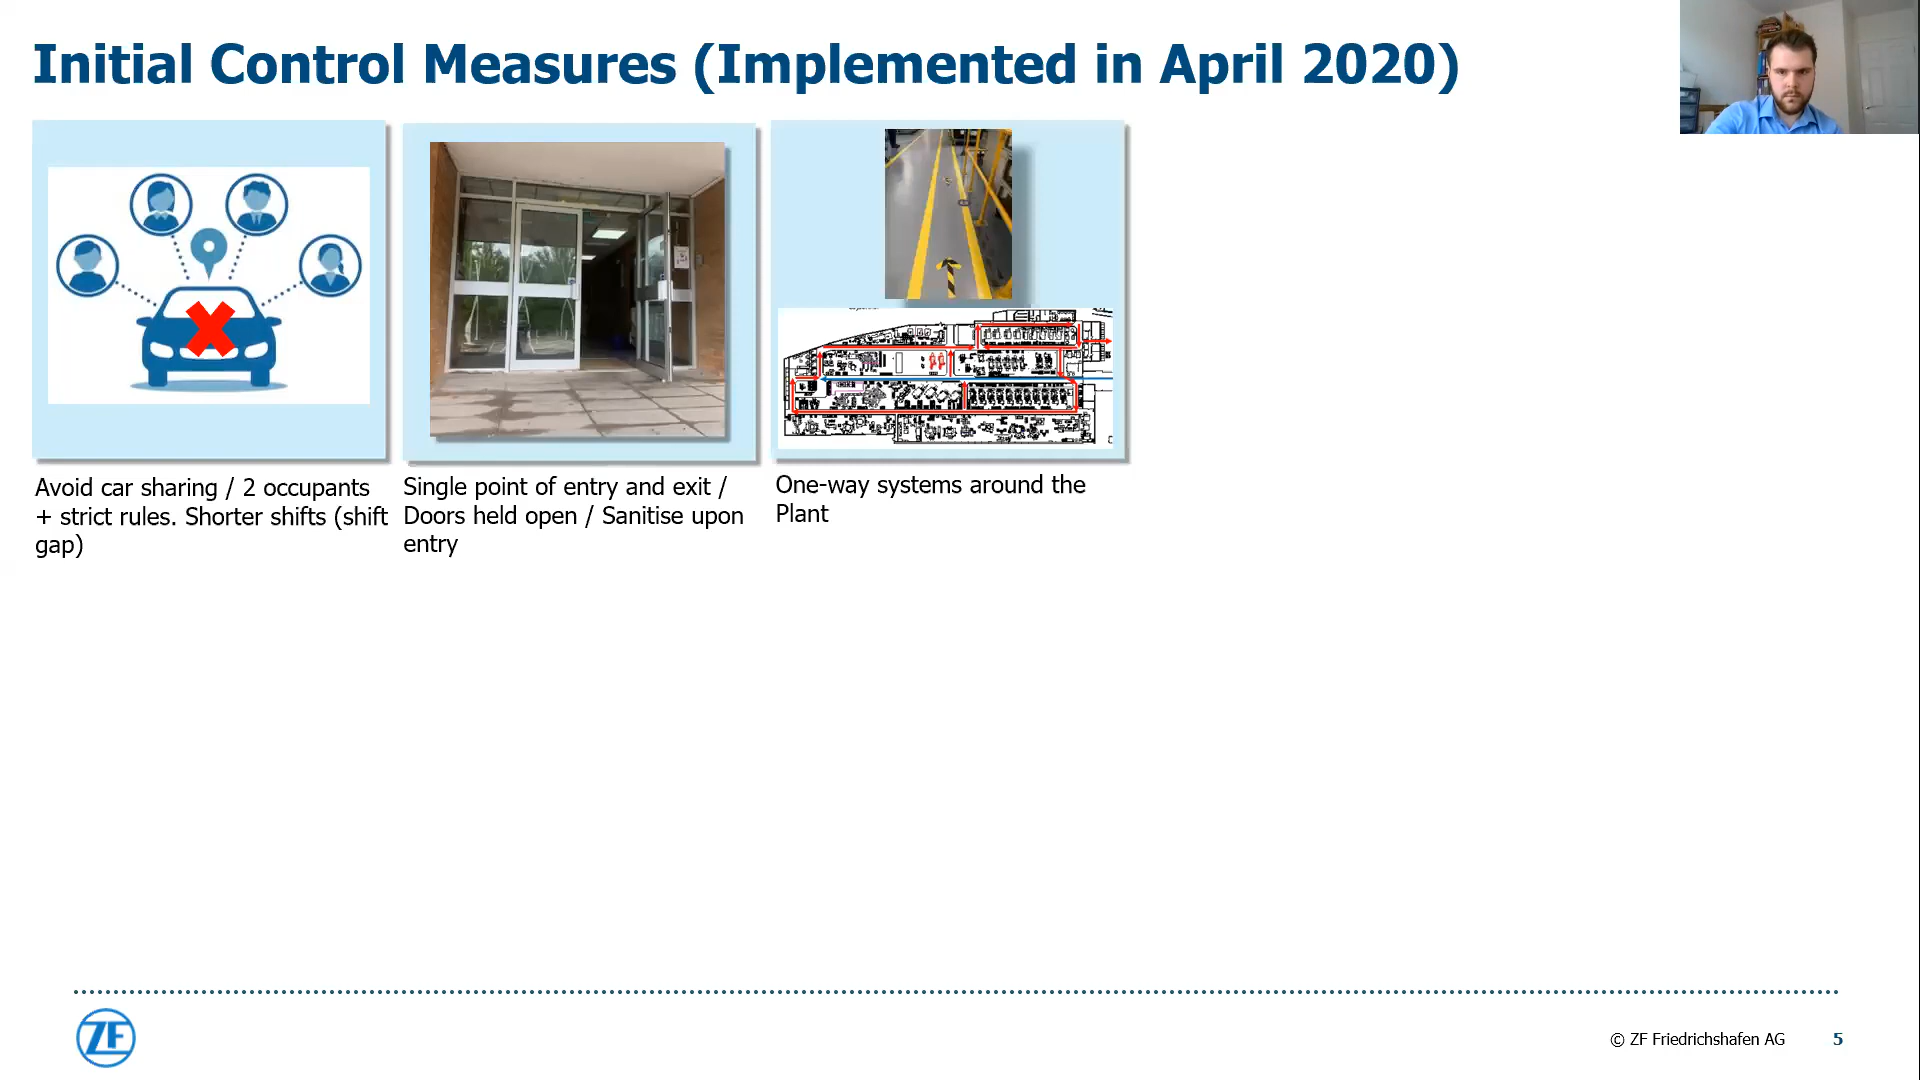 Initial Control Measures (Implemented in April 2020)
Avoid car sharing / 2 occupants
+ strict rules. Shorter shifts (shift
gap)
Single point of entry and exit /
Doors held open / Sanitise upon
entry
One-way systems around the
Plant
ZF
© ZF Friedrichshafen AG
5